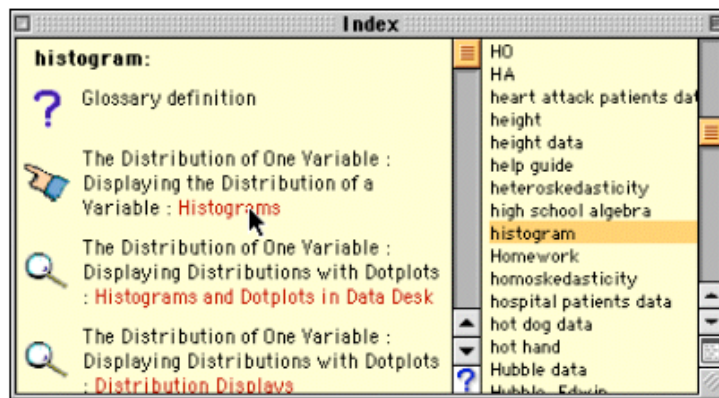 Index
histogram:
Glossary definition
The Distribution of One Variable :
Displaying the Distribution of a
Variable : Histograms
The Distribution of One Variable :
Displaying Distributions with Dotplots
: Histograms and Dotplots in Data Desk
The Distribution of One Variable :
Displaying Distributions with Dotplots
: Distribution Displays
HO
HA
heart attack patients dat
height
height data
help guide
heteroskedasticity
high school algebra
histogram
Homework
homoskedasticity
hospital patients data
hot dog data
hot hand
Hubble data
Hubble, Edwin